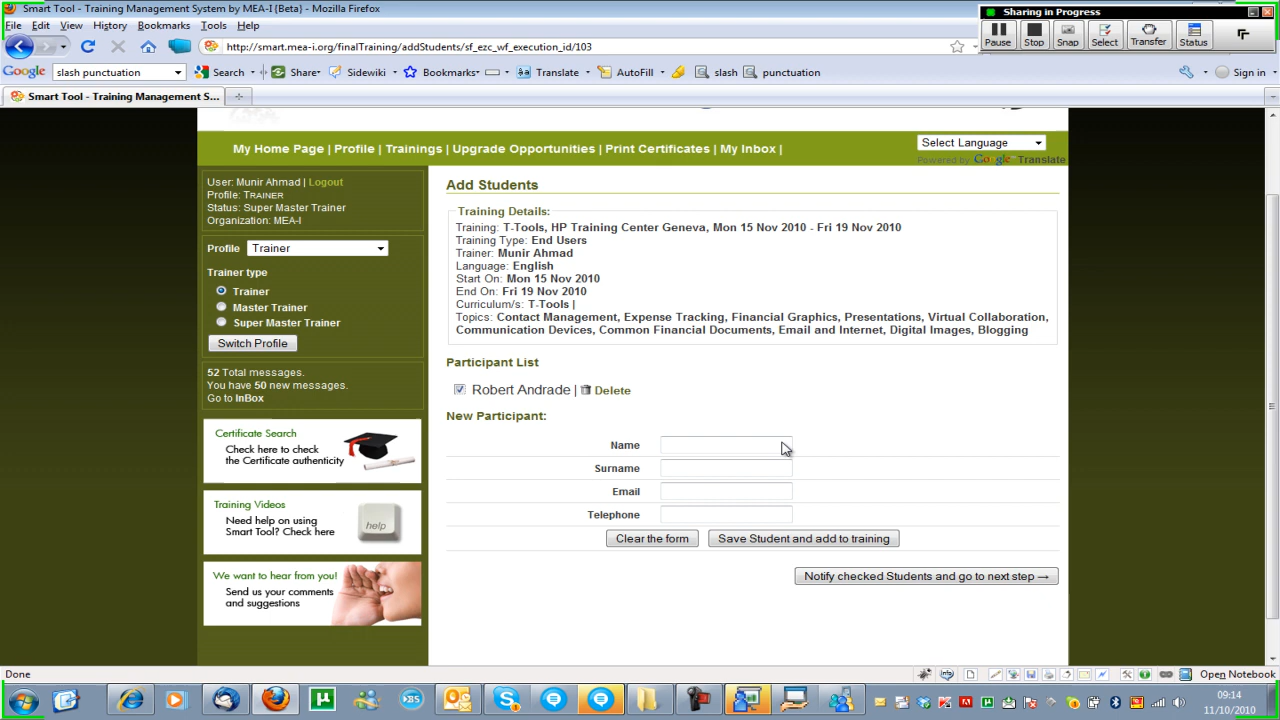 Smart Tool - Training Management System by MEA-I {Beta} - Mozilla Firefox
Sharing in Progress
File Edit View History Bookmarks Tools Help
Pause Stop Snap Select Transfer Status
http://smart.mea-i.org/finalTraining/addStudents/sf_ezc_wf_execution_id/103
Google slash punctuation Search Share Sidewiki Bookmarks Translate AutoFill slash punctuation Sign in
Smart Tool - Training Management S...
My Home Page | Profile | Trainings | Upgrade Opportunities | Print Certificates | My Inbox |
Select Language
Powered by Google Translate
User: Munir Ahmad | Logout
Profile: TRAINER
Status: Super Master Trainer
Organization: MEA-I
Profile Trainer
Trainer type
Trainer
Master Trainer
Super Master Trainer
Switch Profile
52 Total messages.
You have 50 new messages.
Go to InBox
Certificate Search
Check here to check
the Certificate authenticity
Training Videos
Need help on using
Smart Tool? Check here
help
We want to hear from you!
Send us your comments
and suggestions
Add Students
Training Details:
Training: T-Tools, HP Training Center Geneva, Mon 15 Nov 2010 - Fri 19 Nov 2010
Training Type: End Users
Trainer: Munir Ahmad
Language: English
Start On: Mon 15 Nov 2010
End On: Fri 19 Nov 2010
Curriculum/s: T-Tools |
Topics: Contact Management, Expense Tracking, Financial Graphics, Presentations, Virtual Collaboration,
Communication Devices, Common Financial Documents, Email and Internet, Digital Images, Blogging
Participant List
Robert Andrade | Delete
New Participant:
Name
Surname
Email
Telephone
Clear the form Save Student and add to training
Notify checked Students and go to next step →
Done
Open Notebook
09:14
11/10/2010